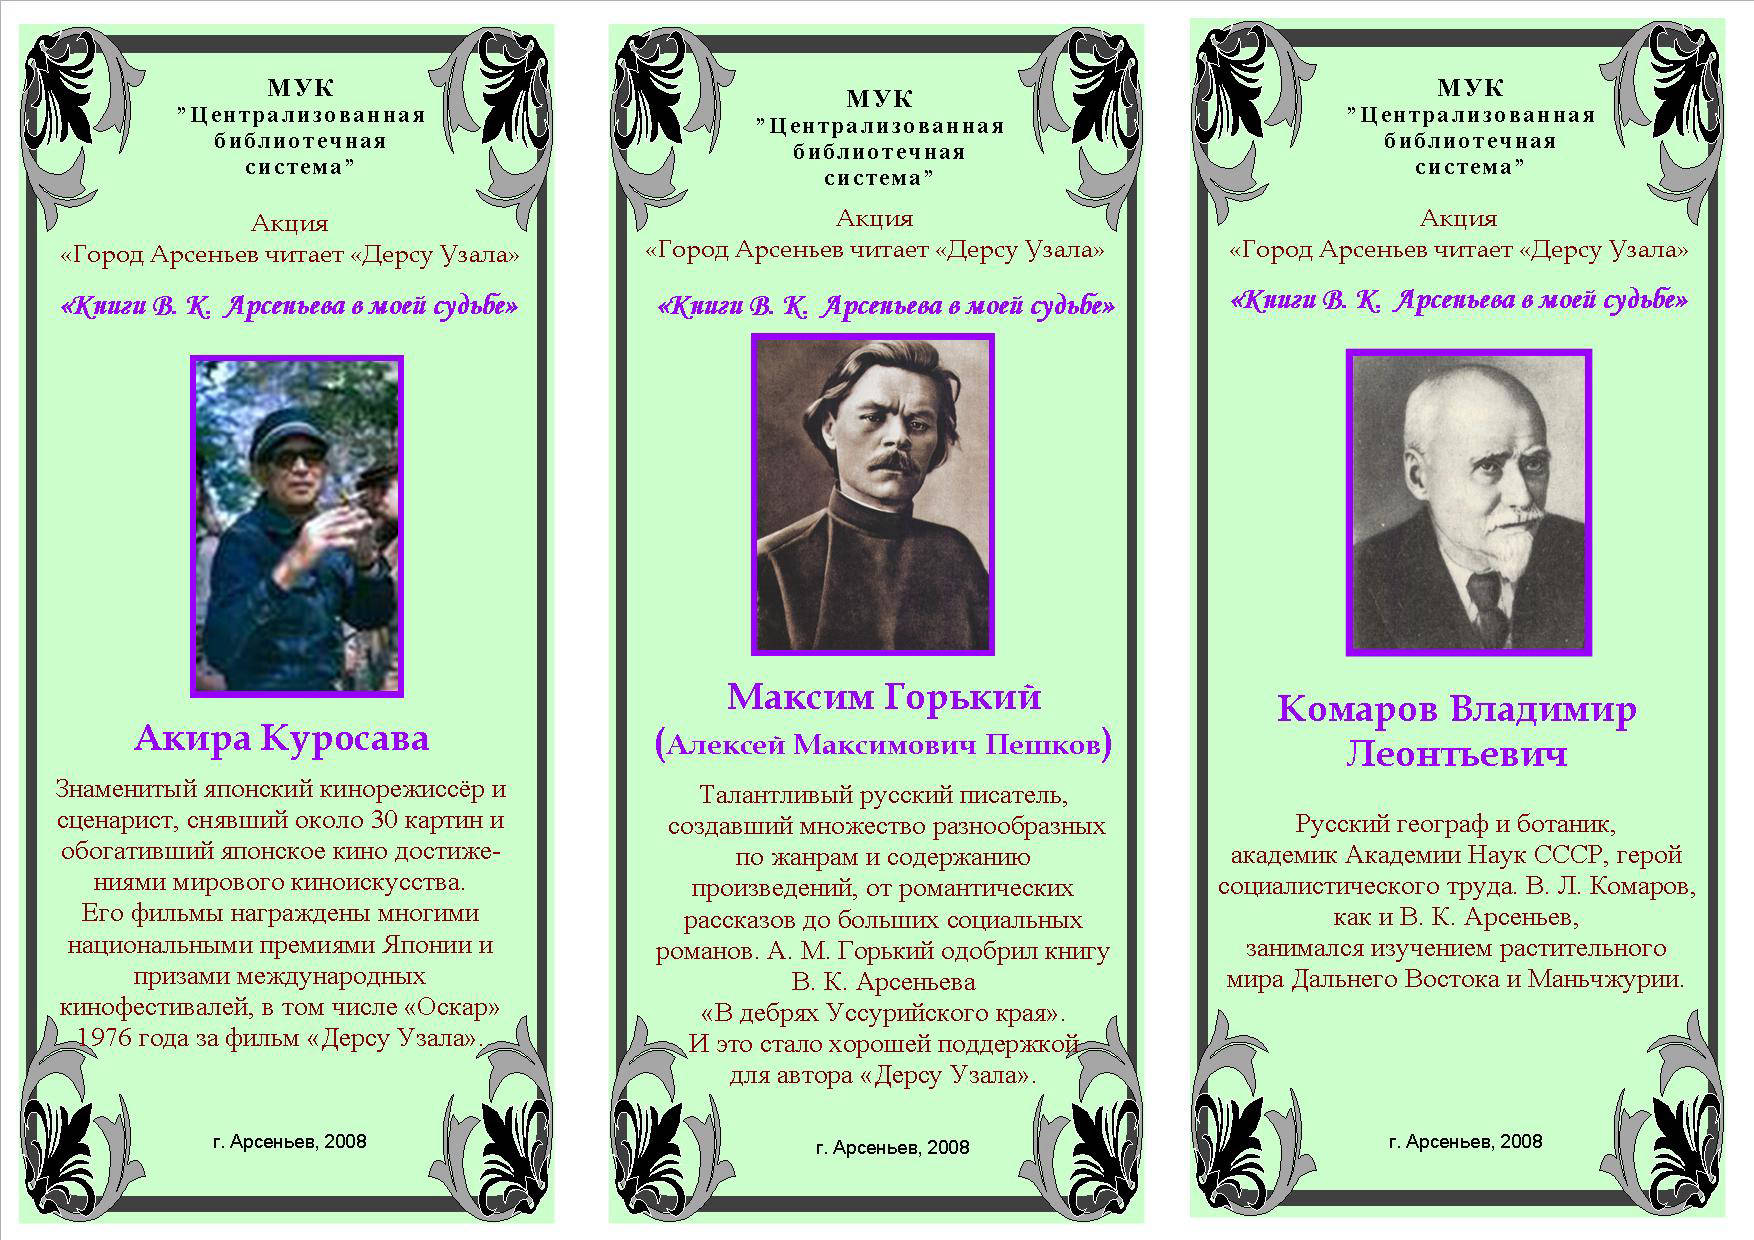 МУК
”Централизованная
библиотечная
система”
Акция
«Город Арсеньев читает «Дерсу Узала»
«Книги В. К. Арсеньева в моей судьбе»
Акира Куросава
Знаменитый японский кинорежиссёр и
сценарист, снявший около 30 картин и
обогативший японское кино достиже-
ниями мирового киноискусства.
Его фильмы награждены многими
национальными премиями Японии и
призами международных
кинофестивалей, в том числе «Оскар»
1976 года за фильм «Дерсу Узала».
г. Арсеньев, 2008
МУК
”Централизованная
библиотечная
система”
Акция
«Город Арсеньев читает «Дерсу Узала»
«Книги В. К. Арсеньева в моей судьбе»
Максим Горький
(Алексей Максимович Пешков)
Талантливый русский писатель,
создавший множество разнообразных
по жанрам и содержанию
произведений, от романтических
рассказов до больших социальных
романов. А. М. Горький одобрил книгу
В. К. Арсеньева
«В дебрях Уссурийского края».
И это стало хорошей поддержкой
для автора «Дерсу Узала».
г. Арсеньев, 2008
МУК
”Централизованная
библиотечная
система”
Акция
«Город Арсеньев читает «Дерсу Узала»
«Книги В. К. Арсеньева в моей судьбе»
Комаров Владимир
Леонтьевич
Русский географ и ботаник,
академик Академии Наук СССР, герой
социалистического труда. В. Л. Комаров,
как и В. К. Арсеньев,
занимался изучением растительного
мира Дальнего Востока и Маньчжурии.
г. Арсеньев, 2008